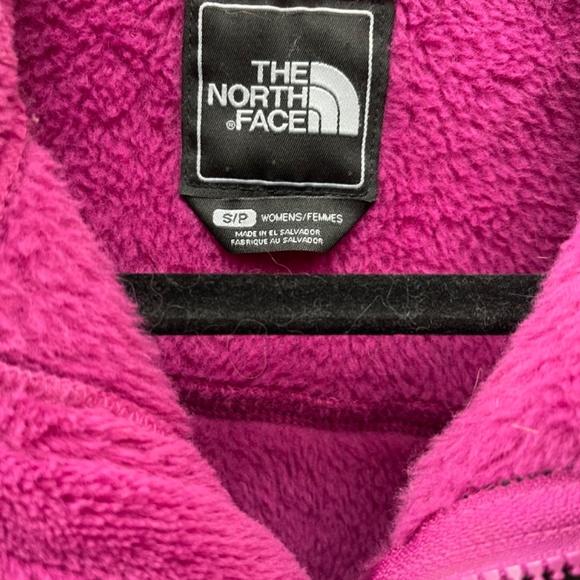 THE
NORTH
®FACE
S/P WOMENS/FEMMES
MADE IN EL SALVADOR
FABRIQUE AU SALVADOR